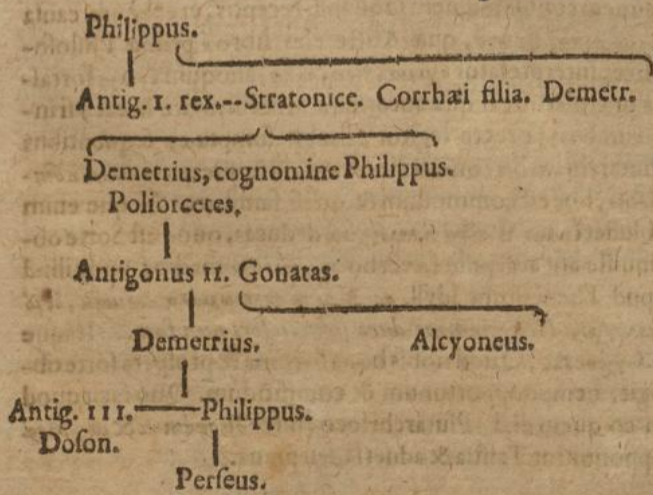 Philippus.
Antig. I. rex.--Stratonice. Corrhæi filia. Demetr.
Demetrius, cognomine Philippus.
Poliorcetes.
Antigonus II. Gonatas.
Demetrius. Alcyoneus.
Antig. III.——Philippus.
Doson.
Perseus.